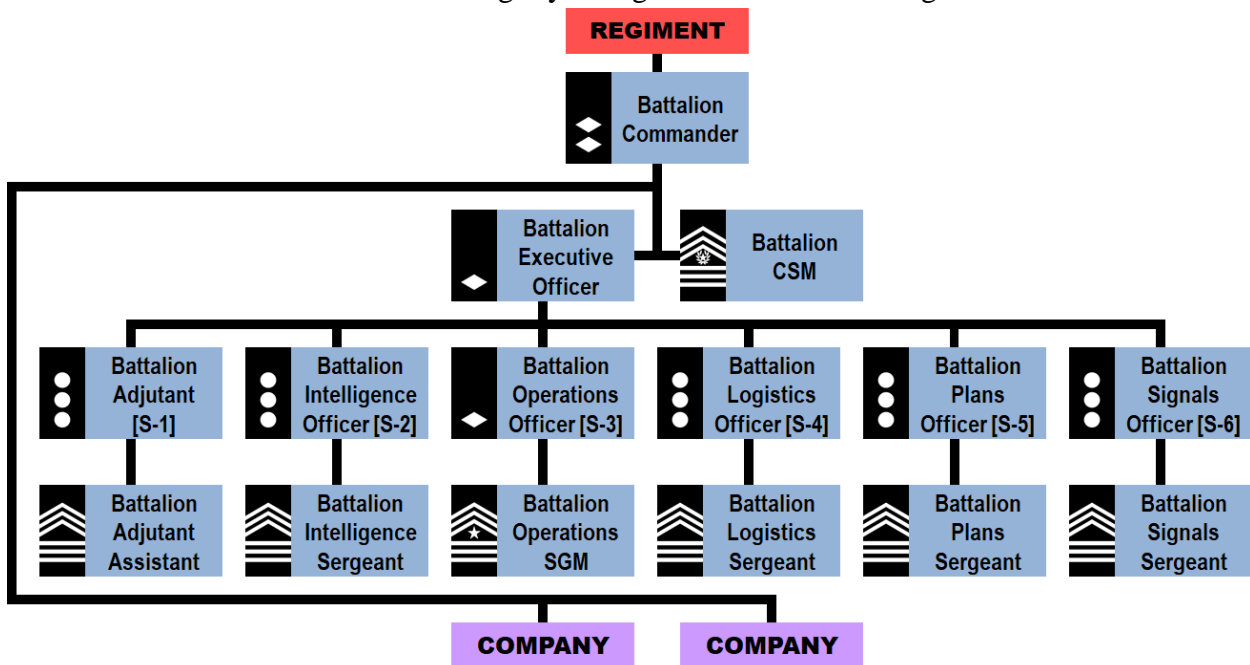 REGIMENT
Battalion
Commander
Battalion
Executive
Officer
Battalion
CSM
Battalion
Adjutant
[S-1]
Battalion
Intelligence
Officer [S-2]
Battalion
Operations
Officer [S-3]
Battalion
Logistics
Officer [S-4]
Battalion
Plans
Officer [S-5]
Battalion
Signals
Officer [S-6]
Battalion
Adjutant
Assistant
Battalion
Intelligence
Sergeant
Battalion
Operations
SGM
Battalion
Logistics
Sergeant
Battalion
Plans
Sergeant
Battalion
Signals
Sergeant
COMPANY
COMPANY